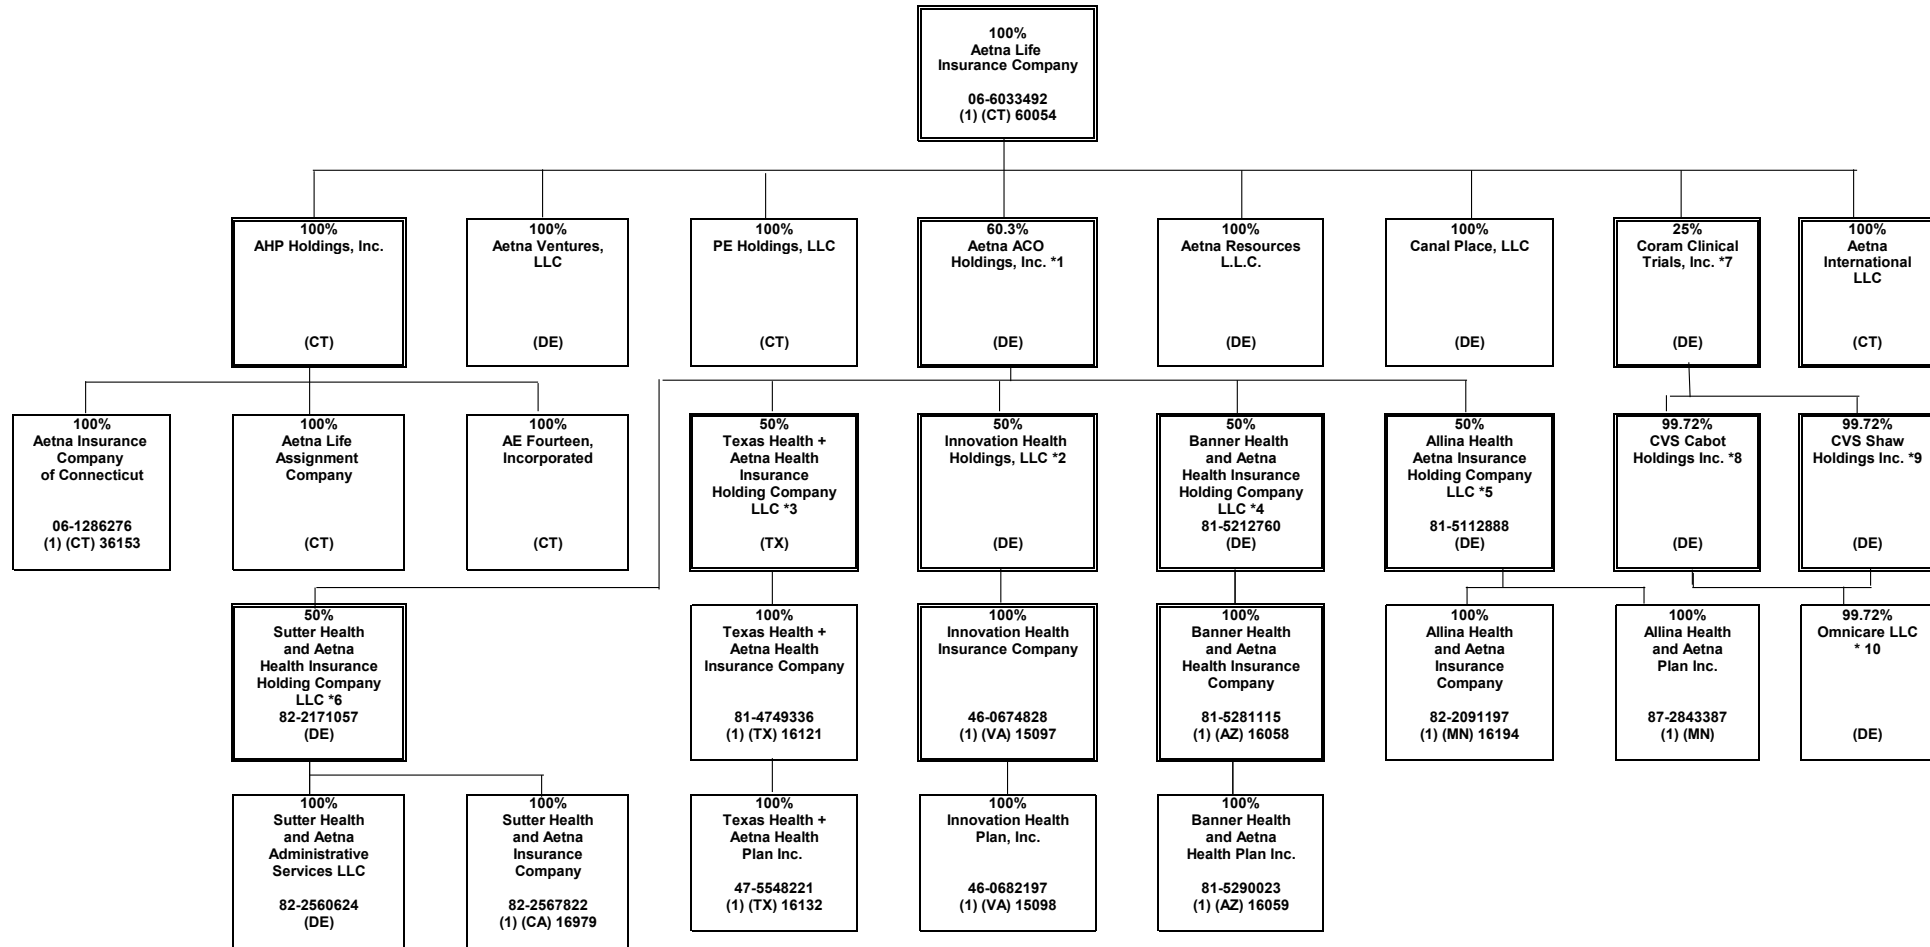 100%
Aetna Life
Insurance Company
06-6033492
(1) (CT) 60054
100%
AHP Holdings, Inc.
(CT)
100%
Aetna Ventures,
LLC
(DE)
100%
PE Holdings, LLC
(CT)
60.3%
Aetna ACO
Holdings, Inc. *1
(DE)
100%
Aetna Resources
L.L.C.
(DE)
100%
Canal Place, LLC
(DE)
25%
Coram Clinical
Trials, Inc. *7
(DE)
100%
Aetna
International
LLC
(CT)
100%
Aetna Insurance
Company
of Connecticut
06-1286276
(1) (CT) 36153
100%
Aetna Life
Assignment
Company
(CT)
100%
AE Fourteen,
Incorporated
(CT)
50%
Texas Health +
Aetna Health
Insurance
Holding Company
LLC *3
(TX)
50%
Innovation Health
Holdings, LLC *2
(DE)
50%
Banner Health
and Aetna
Health Insurance
Holding Company
LLC *4
81-5212760
(DE)
50%
Allina Health
Aetna Insurance
Holding Company
LLC *5
81-5112888
(DE)
99.72%
CVS Cabot
Holdings Inc. *8
(DE)
99.72%
CVS Shaw
Holdings Inc. *9
(DE)
50%
Sutter Health
and Aetna
Health Insurance
Holding Company
LLC *6
82-2171057
(DE)
100%
Texas Health +
Aetna Health
Insurance Company
81-4749336
(1) (TX) 16121
100%
Innovation Health
Insurance Company
46-0674828
(1) (VA) 15097
100%
Banner Health
and Aetna
Health Insurance
Company
81-5281115
(1) (AZ) 16058
100%
Allina Health
and Aetna
Insurance
Company
82-2091197
(1) (MN) 16194
100%
Allina Health
and Aetna
Plan Inc.
87-2843387
(1) (MN)
99.72%
Omnicare LLC
* 10
(DE)
100%
Sutter Health
and Aetna
Administrative
Services LLC
82-2560624
(DE)
100%
Sutter Health
and Aetna
Insurance
Company
82-2567822
(1) (CA) 16979
100%
Texas Health +
Aetna Health
Plan Inc.
47-5548221
(1) (TX) 16132
100%
Innovation Health
Plan, Inc.
46-0682197
(1) (VA) 15098
100%
Banner Health
and Aetna
Health Plan Inc.
81-5290023
(1) (AZ) 16059